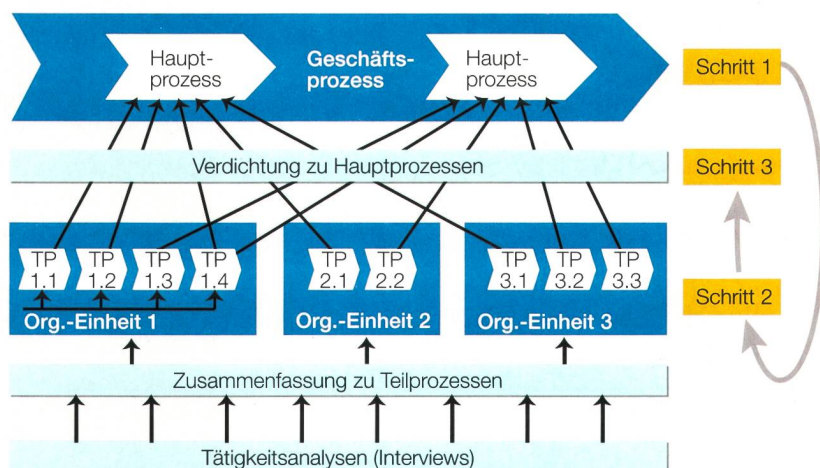 Haupt-
prozess
Geschäfts-
prozess
Haupt-
prozess
Schritt 1
Verdichtung zu Hauptprozessen
Schritt 3
TP
1.1
TP
1.2
TP
1.3
TP
1.4
TP
2.1
TP
2.2
TP
3.1
TP
3.2
TP
3.3
Schritt 2
Org.-Einheit 1
Org.-Einheit 2
Org.-Einheit 3
Zusammenfassung zu Teilprozessen
Tätigkeitsanalysen (Interviews)